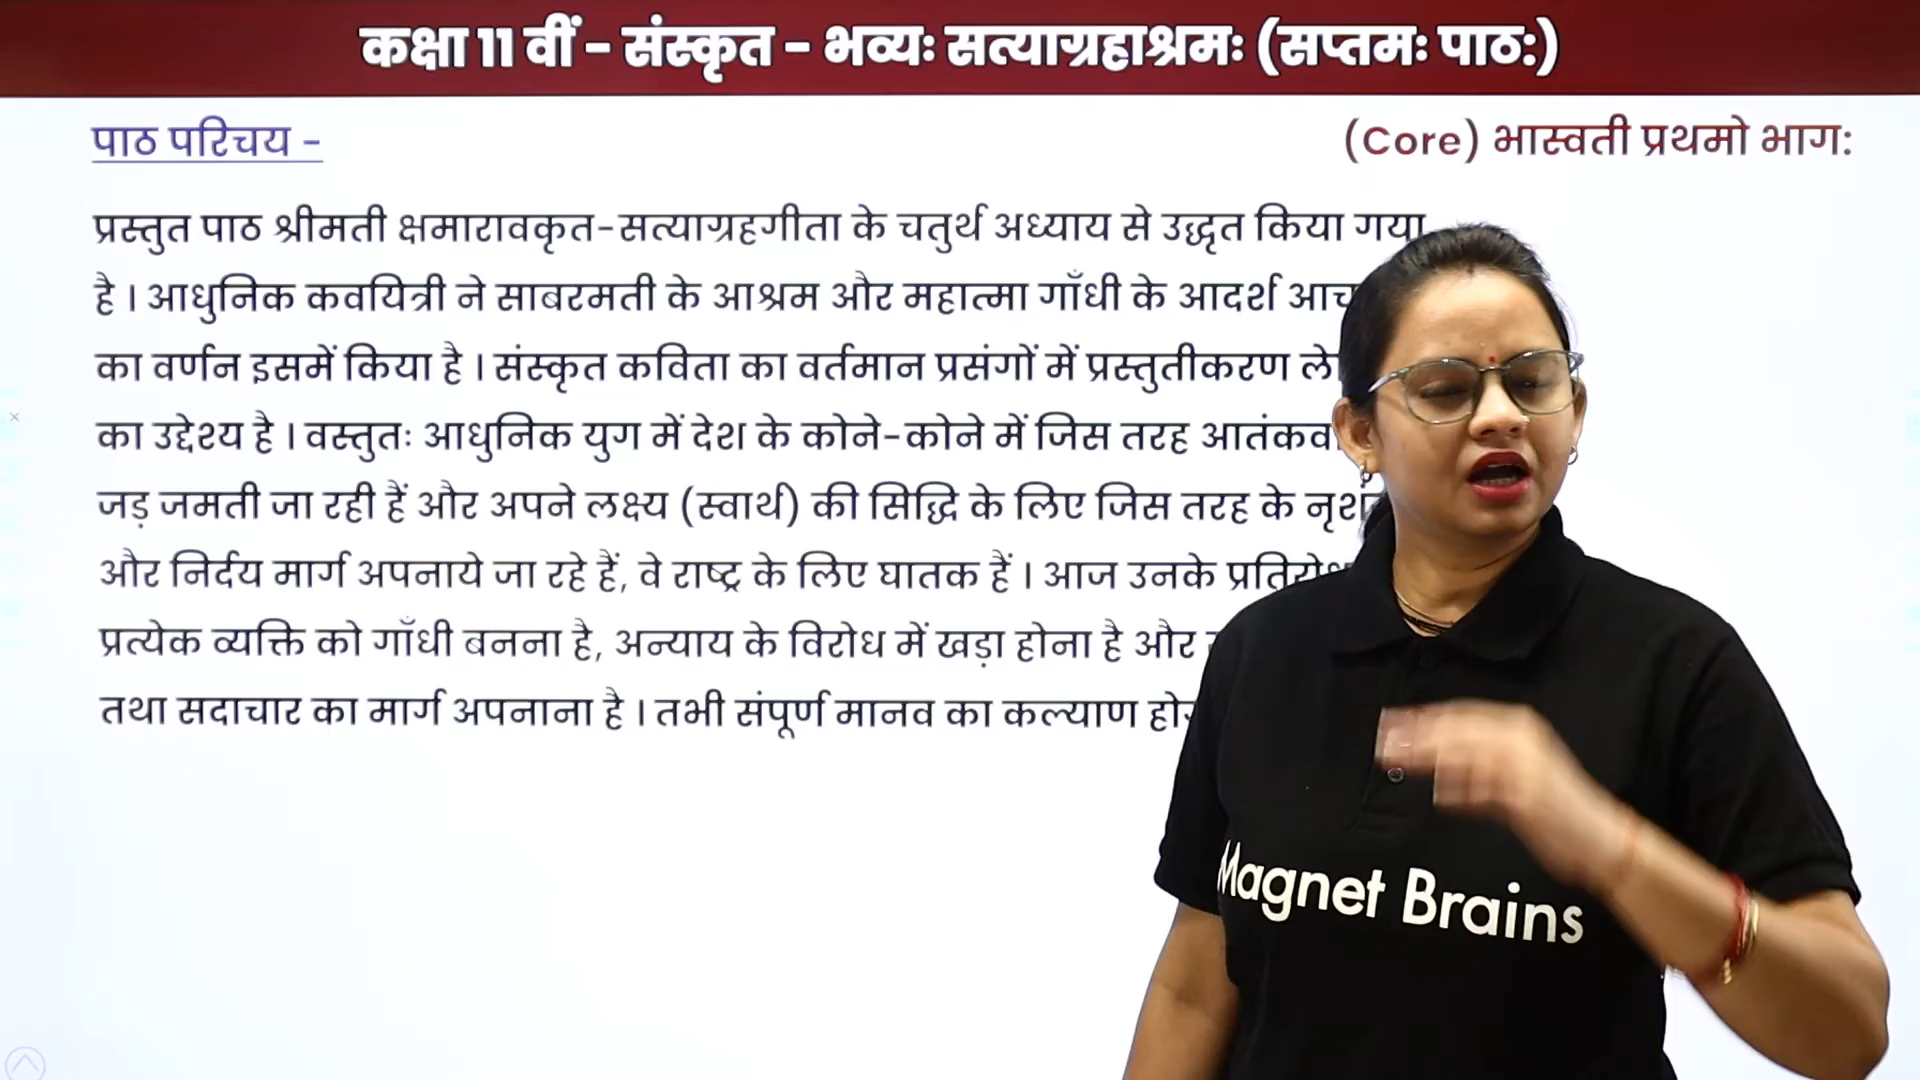 कक्षा 11 वीं - संस्कृत - भव्यः सत्याग्रहाश्रमः (सप्तमः पाठः)
पाठ परिचय -
(Core) भास्वती प्रथमो भागः
प्रस्तुत पाठ श्रीमती क्षमारावकृत-सत्याग्रहगीता के चतुर्थ अध्याय से उद्धृत किया गया
है। आधुनिक कवयित्री ने साबरमती के आश्रम और महात्मा गाँधी के आदर्श
का वर्णन इसमें किया है। संस्कृत कविता का वर्तमान प्रसंगों में प्रस्तुतीकरण
का उद्देश्य है। वस्तुतः आधुनिक युग में देश के कोने-कोने में जिस तरह
जड़ जमती जा रही हैं और अपने लक्ष्य (स्वार्थ) की सिद्धि के लिए जिस तरह के
और निर्दय मार्ग अपनाये जा रहे हैं, वे राष्ट्र के लिए घातक हैं। आज उनके
प्रत्येक व्यक्ति को गाँधी बनना है, अन्याय के विरोध में खड़ा होना है और
तथा सदाचार का मार्ग अपनाना है। तभी संपूर्ण मानव का कल्याण
Magnet Brains